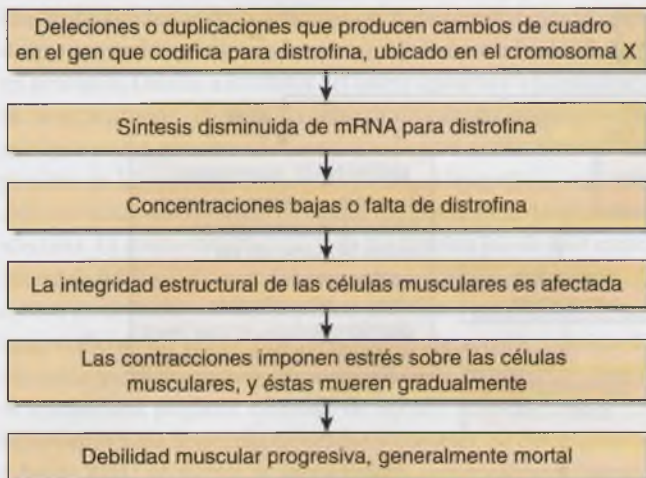 Deleciones o duplicaciones que producen cambios de cuadro
en el gen que codifica para distrofina, ubicado en el cromosoma X
Síntesis disminuida de mRNA para distrofina
Concentraciones bajas o falta de distrofina
La integridad estructural de las células musculares es afectada
Las contracciones imponen estrés sobre las células
musculares, y éstas mueren gradualmente
Debilidad muscular progresiva, generalmente mortal